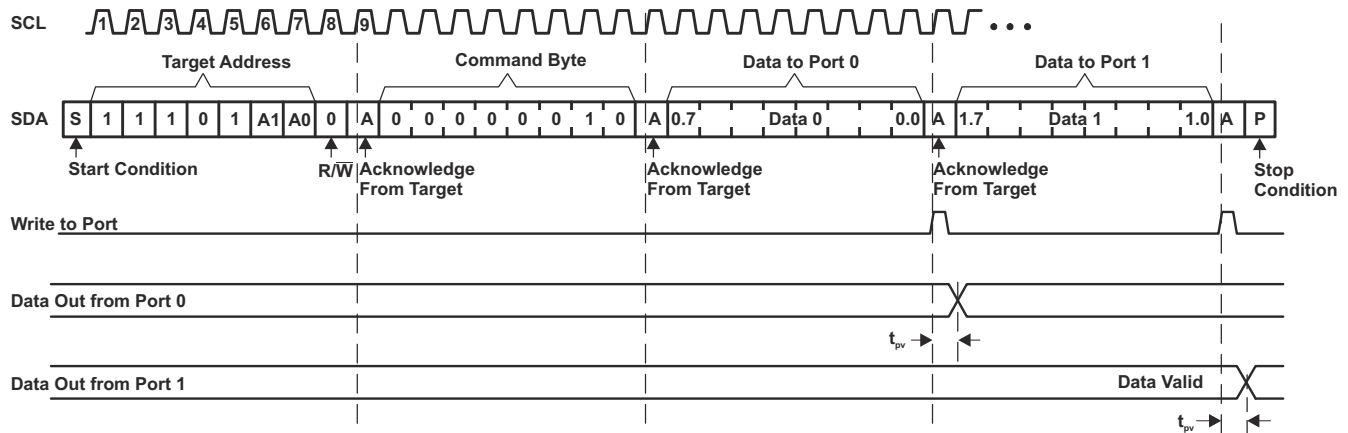 SCL 1 2 3 4 5 6 7 8 9 • • •
Target Address Command Byte Data to Port 0 Data to Port 1
SDA S 1 1 1 0 1 A1 A0 0 A 0 0 0 0 0 0 1 0 A 0.7 Data 0 0.0 A 1.7 Data 1 1.0 A P
Start Condition R/W̅ Acknowledge From Target Acknowledge From Target Acknowledge From Target Stop Condition
Write to Port
Data Out from Port 0
tpv
Data Out from Port 1 Data Valid
tpv